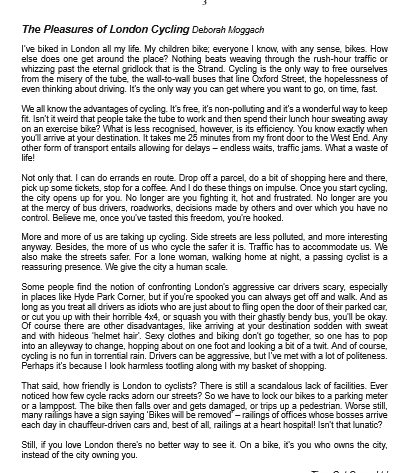 3
The Pleasures of London Cycling Deborah Moggach
I've biked in London all my life. My children bike; everyone I know, with any sense, bikes. How
else does one get around the place? Nothing beats weaving through the rush-hour traffic or
whizzing past the eternal gridlock that is the Strand. Cycling is the only way to free ourselves
from the misery of the tube, the wall-to-wall buses that line Oxford Street, the hopelessness of
even thinking about driving. It's the only way you can get where you want to go, on time, fast.
We all know the advantages of cycling. It's free, it's non-polluting and it's a wonderful way to keep
fit. Isn't it weird that people take the tube to work and then spend their lunch hour sweating away
on an exercise bike? What is less recognised, however, is its efficiency. You know exactly when
you'll arrive at your destination. It takes me 25 minutes from my front door to the West End. Any
other form of transport entails allowing for delays – endless waits, traffic jams. What a waste of
life!
Not only that. I can do errands en route. Drop off a parcel, do a bit of shopping here and there,
pick up some tickets, stop for a coffee. And I do these things on impulse. Once you start cycling,
the city opens up for you. No longer are you fighting it, hot and frustrated. No longer are you
at the mercy of bus drivers, roadworks, decisions made by others and over which you have no
control. Believe me, once you've tasted this freedom, you're hooked.
More and more of us are taking up cycling. Side streets are less polluted, and more interesting
anyway. Besides, the more of us who cycle the safer it is. Traffic has to accommodate us. We
also make the streets safer. For a lone woman, walking home at night, a passing cyclist is a
reassuring presence. We give the city a human scale.
Some people find the notion of confronting London's aggressive car drivers scary, especially
in places like Hyde Park Corner, but if you're spooked you can always get off and walk. And as
long as you treat all drivers as idiots who are just about to fling open the door of their parked car,
or cut you up with their horrible 4x4, or squash you with their ghastly bendy bus, you'll be okay.
Of course there are other disadvantages, like arriving at your destination sodden with sweat
and with hideous 'helmet hair'. Sexy clothes and biking don't go together, so one has to pop
into an alleyway to change, hopping about on one foot and looking a bit of a twit. And of course,
cycling is no fun in torrential rain. Drivers can be aggressive, but I've met with a lot of politeness.
Perhaps it's because I look harmless tootling along with my basket of shopping.
That said, how friendly is London to cyclists? There is still a scandalous lack of facilities. Ever
noticed how few cycle racks adorn our streets? So we have to lock our bikes to a parking meter
or a lamppost. The bike then falls over and gets damaged, or trips up a pedestrian. Worse still,
many railings have a sign saying 'Bikes will be removed' – railings of offices whose bosses arrive
each day in chauffeur-driven cars and, best of all, railings at a heart hospital! Isn't that lunatic?
Still, if you love London there's no better way to see it. On a bike, it's you who owns the city,
instead of the city owning you.